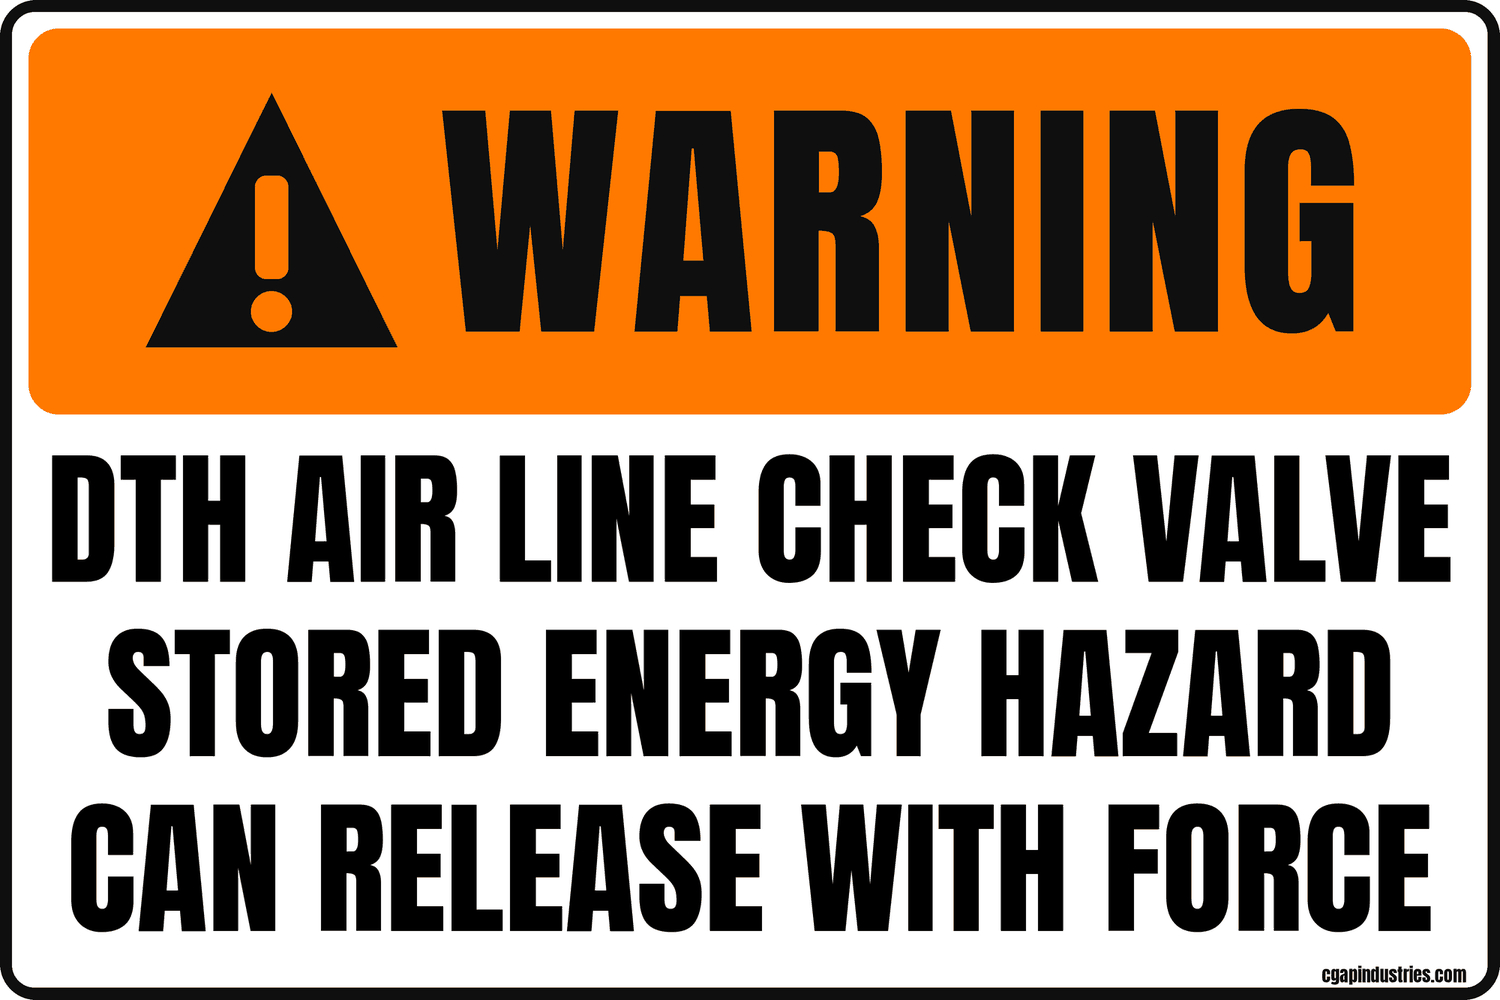 WARNING
DTH AIR LINE CHECK VALVE
STORED ENERGY HAZARD
CAN RELEASE WITH FORCE
cgapindustries.com